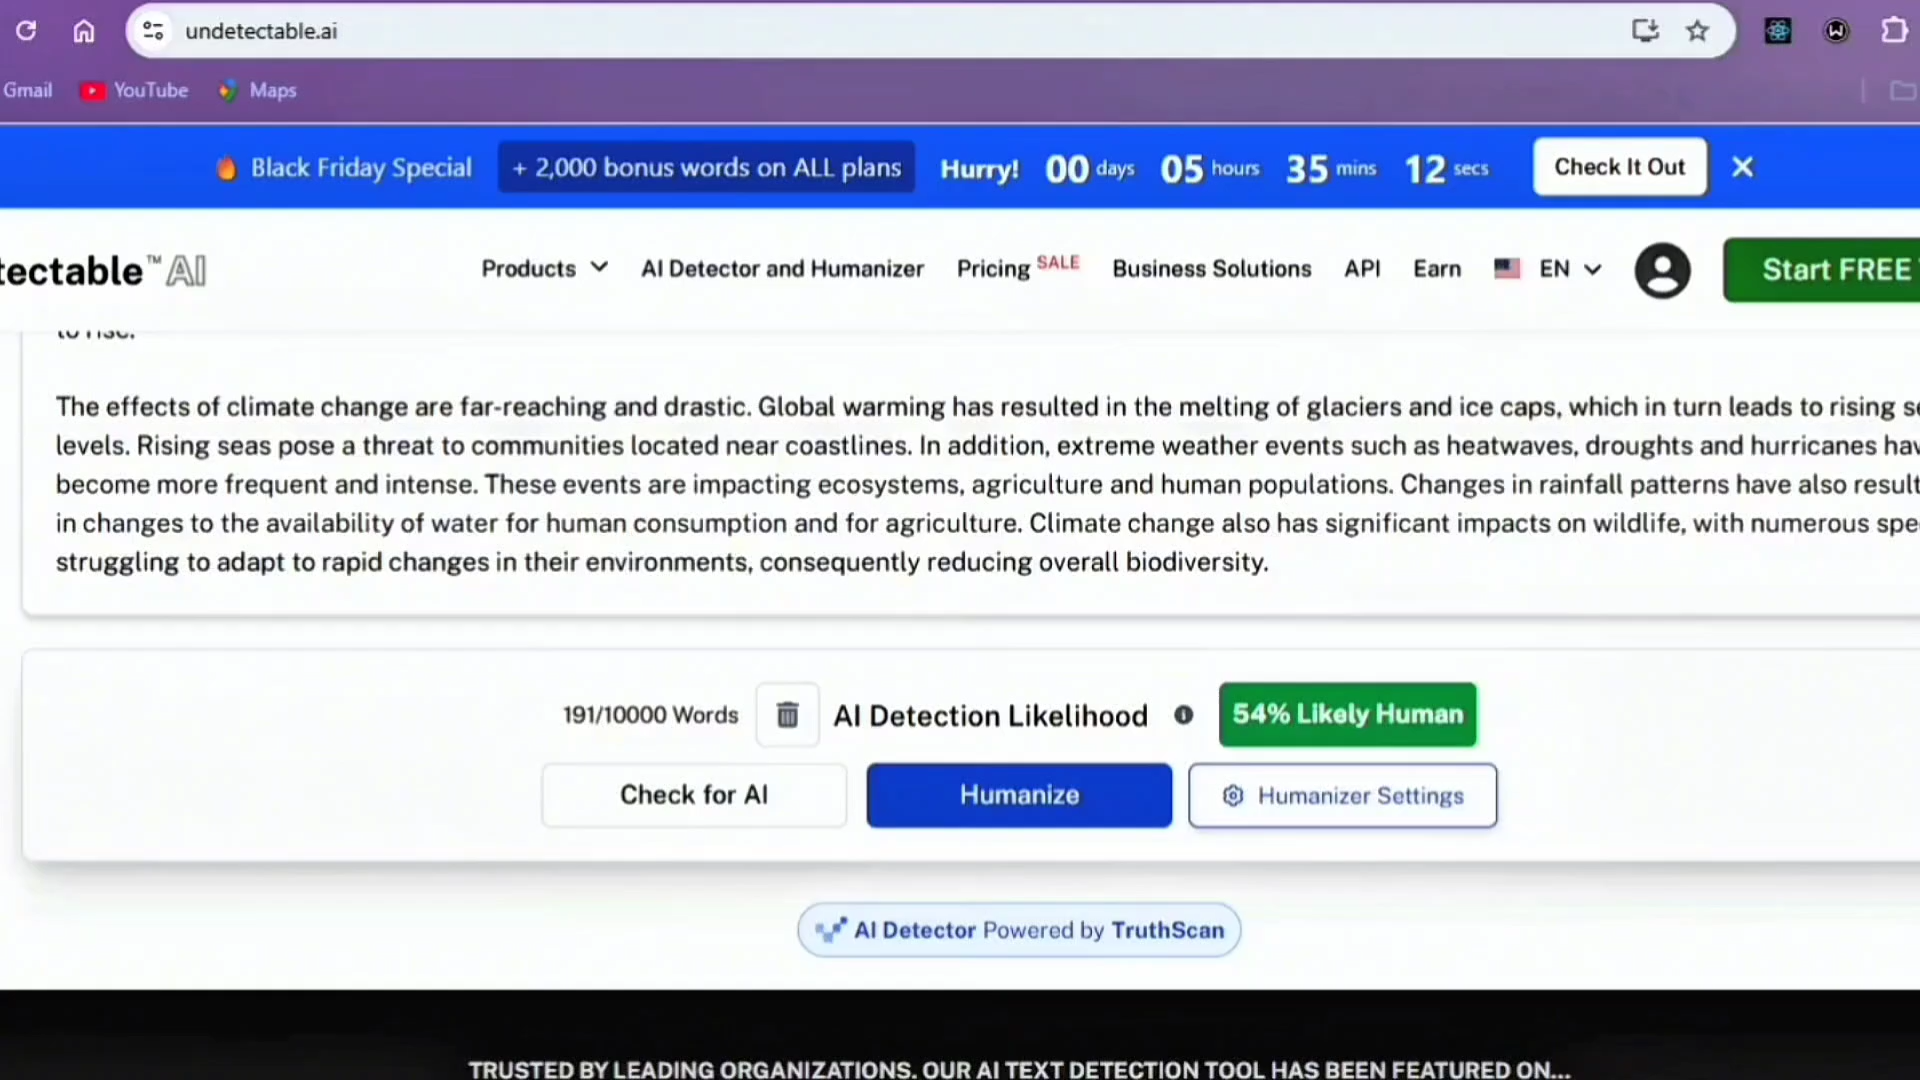 undetectable.ai
Gmail YouTube Maps
Black Friday Special + 2,000 bonus words on ALL plans Hurry! 00 days 05 hours 35 mins 12 secs Check It Out
tectable™ AI Products AI Detector and Humanizer Pricing SALE Business Solutions API Earn EN Start FREE
to rise.
The effects of climate change are far-reaching and drastic. Global warming has resulted in the melting of glaciers and ice caps, which in turn leads to rising
levels. Rising seas pose a threat to communities located near coastlines. In addition, extreme weather events such as heatwaves, droughts and hurricanes
become more frequent and intense. These events are impacting ecosystems, agriculture and human populations. Changes in rainfall patterns have also result
in changes to the availability of water for human consumption and for agriculture. Climate change also has significant impacts on wildlife, with numerous
struggling to adapt to rapid changes in their environments, consequently reducing overall biodiversity.
191/10000 Words AI Detection Likelihood 54% Likely Human
Check for AI Humanize Humanizer Settings
AI Detector Powered by TruthScan
TRUSTED BY LEADING ORGANIZATIONS. OUR AI TEXT DETECTION TOOL HAS BEEN FEATURED ON...